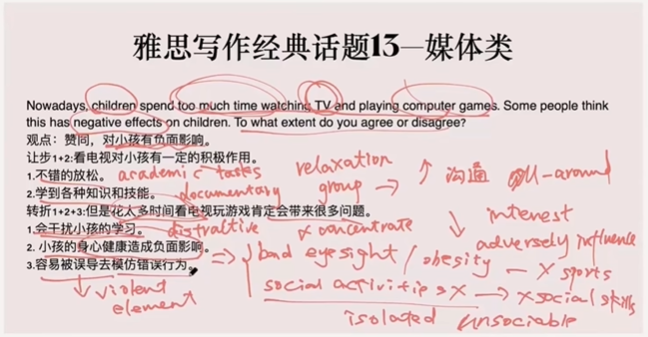 雅思写作经典话题13—媒体类
Nowadays, children spend too much time watching TV and playing computer games. Some people think
this has negative effects on children. To what extent do you agree or disagree?
观点：赞同，对小孩有负面影响。
让步1+2:看电视对小孩有一定的积极作用。
1.不错的放松。 academic tasks relaxation ↑ 沟通 all-around
2.学到各种知识和技能。 documentary group →
转折1+2+3:但是花太多时间看电视玩游戏肯定会带来很多问题。 ↓ interest
1.会干扰小孩的学习。 distractive x concentrate adversely influence
2. 小孩的身心健康造成负面影响。 => bad eyesight / obesity ← x sports
3.容易被误导去模仿错误行为。 social activities x → x social skills
↓ violent
element isolated unsociable